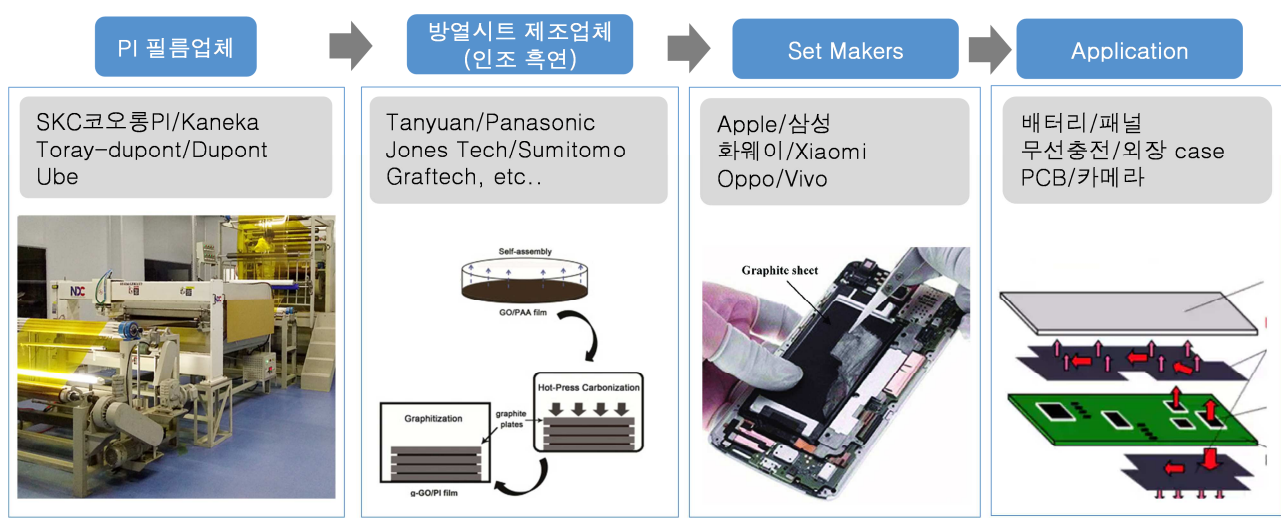 PI 필름업체
방열시트 제조업체
(인조 흑연)
Set Makers
Application
SKC코오롱PI/Kaneka
Toray-dupont/Dupont
Ube
Tanyuan/Panasonic
Jones Tech/Sumitomo
Graftech, etc..
Apple/삼성
화웨이/Xiaomi
Oppo/Vivo
배터리/패널
무선충전/외장 case
PCB/카메라
NDC
Self-assembly
GO/PAA film
Hot-Press Carbonization
Graphitization
graphite
plates
g-GO/PI film
Graphite sheet